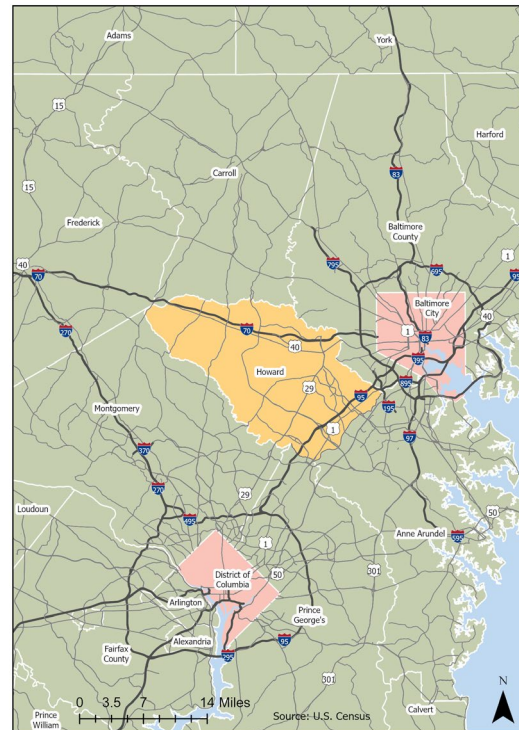 Adams
York
15
Harford
Carroll
15
83
Frederick
Baltimore
County
1
40
70
795
695
95
270
Baltimore
City
70
40
1
40
83
395
Howard
29
95
895
195
Montgomery
1
97
370
Loudoun
270
29
495
50
1
Anne Arundel
595
50
301
District of
Columbia
Arlington
Prince
George's
Alexandria
95
Fairfax
County
395
301
0 3.5 7 14 Miles
Source: U.S. Census
Calvert
Prince
William
N